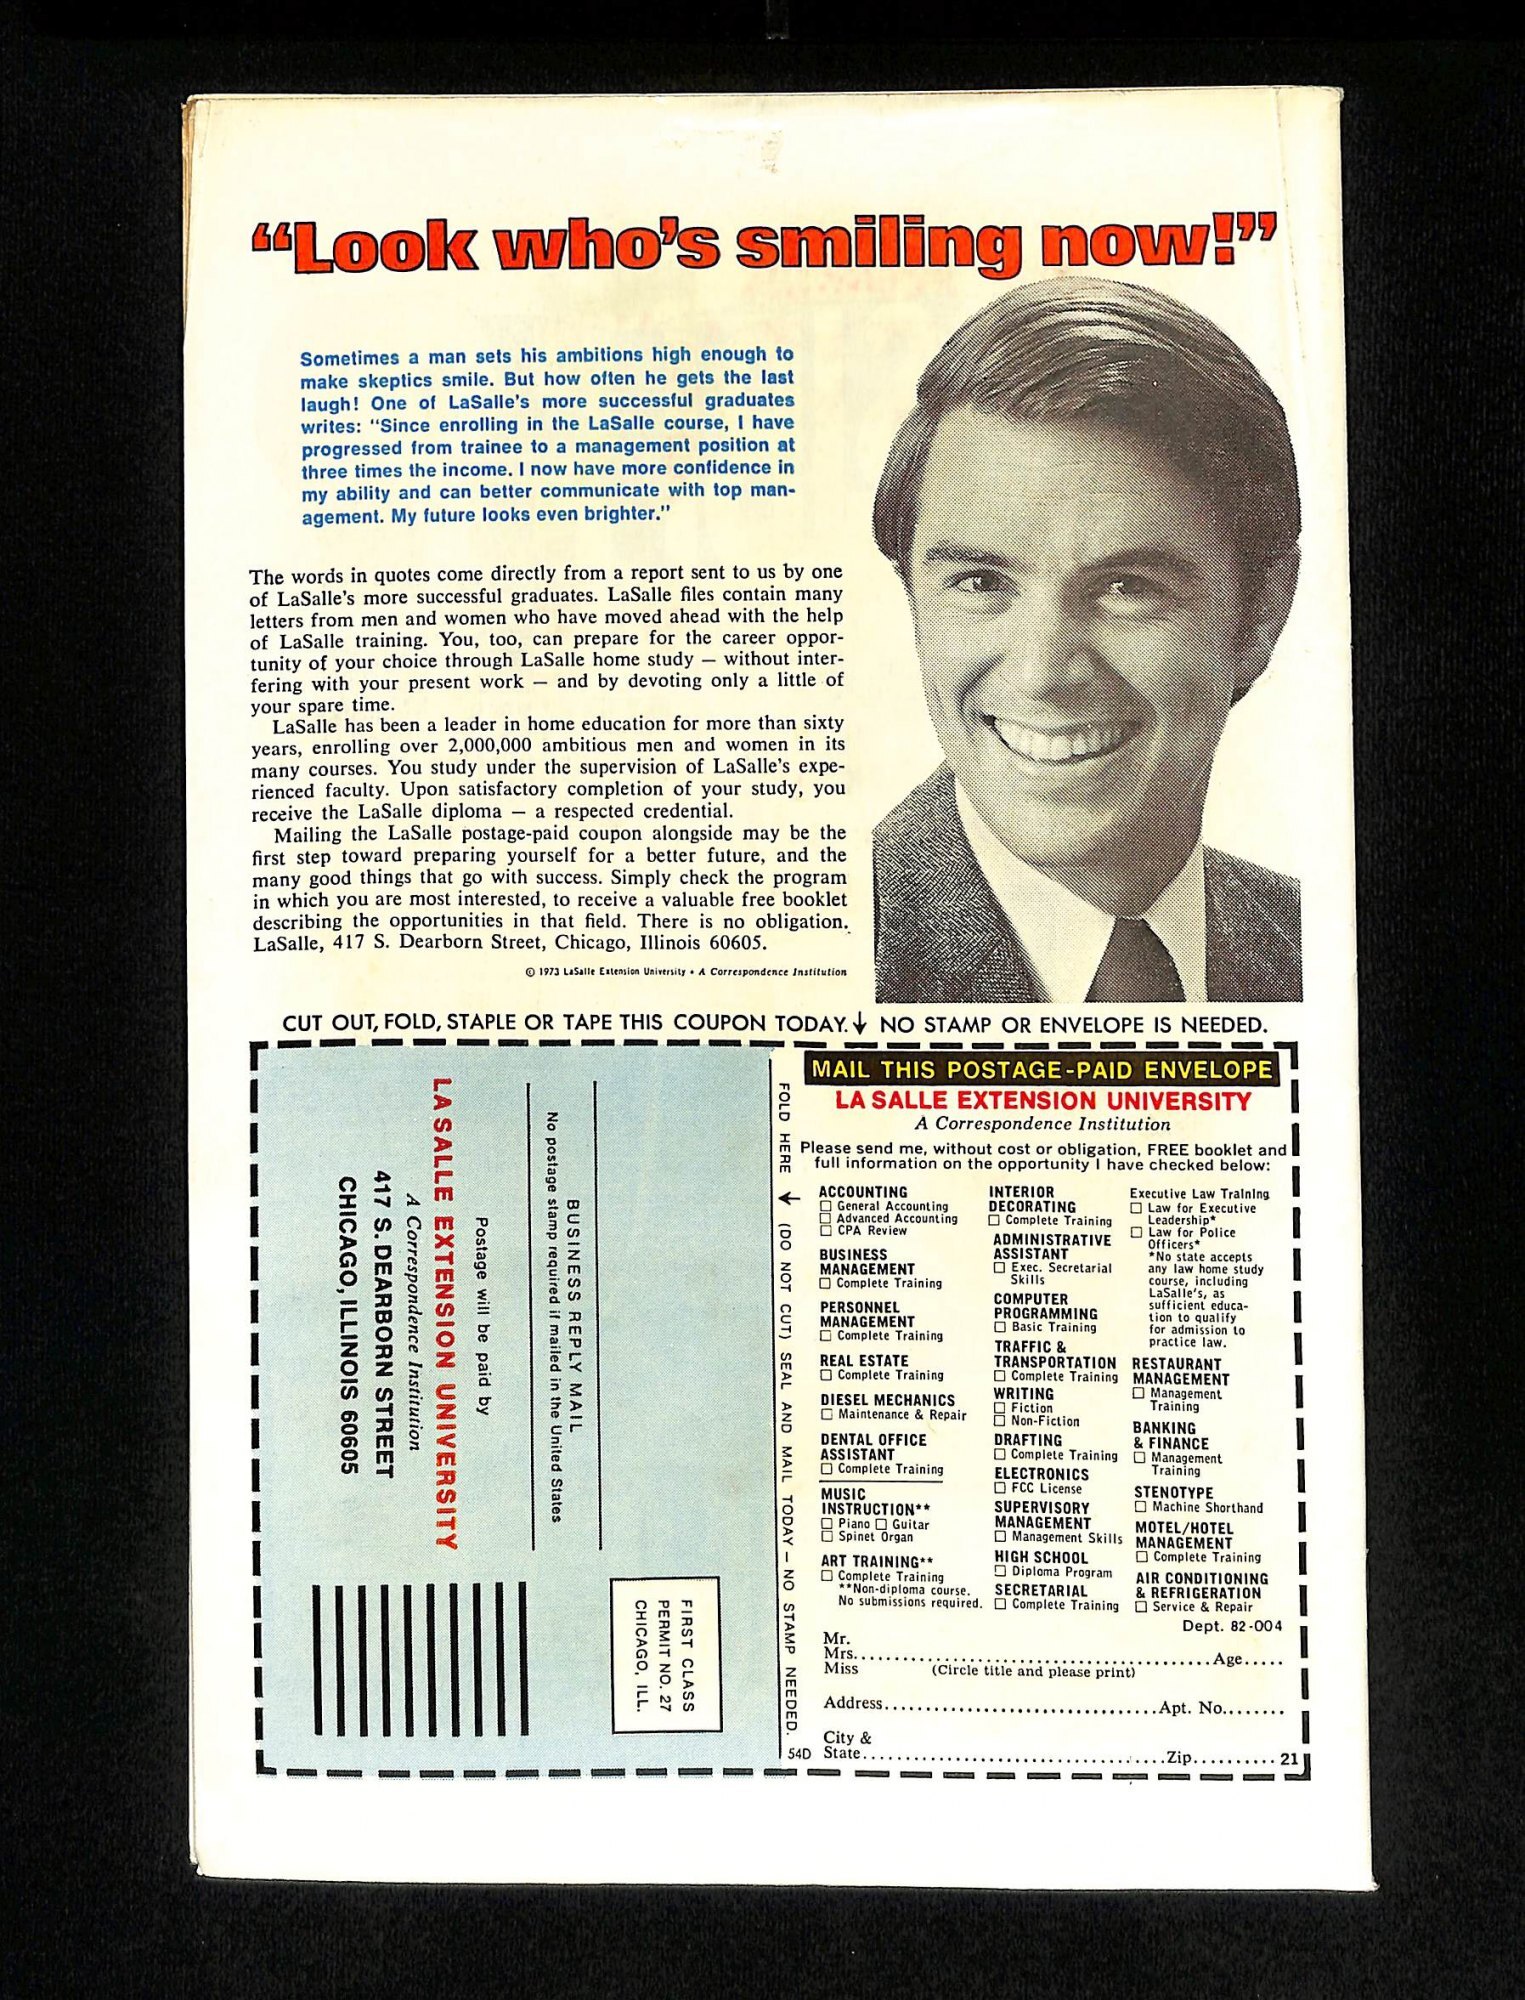 “Look who’s smiling now!”
Sometimes a man sets his ambitions high enough to
make skeptics smile. But how often he gets the last
laugh! One of LaSalle's more successful graduates
writes: "Since enrolling in the LaSalle course, I have
progressed from trainee to a management position at
three times the income. I now have more confidence in
my ability and can better communicate with top man-
agement. My future looks even brighter."
The words in quotes come directly from a report sent to us by one
of LaSalle's more successful graduates. LaSalle files contain many
letters from men and women who have moved ahead with the help
of LaSalle training. You, too, can prepare for the career oppor-
tunity of your choice through LaSalle home study — without inter-
fering with your present work — and by devoting only a little of
your spare time.
LaSalle has been a leader in home education for more than sixty
years, enrolling over 2,000,000 ambitious men and women in its
many courses. You study under the supervision of LaSalle's expe-
rienced faculty. Upon satisfactory completion of your study, you
receive the LaSalle diploma — a respected credential.
Mailing the LaSalle postage-paid coupon alongside may be the
first step toward preparing yourself for a better future, and the
many good things that go with success. Simply check the program
in which you are most interested, to receive a valuable free booklet
describing the opportunities in that field. There is no obligation.
LaSalle, 417 S. Dearborn Street, Chicago, Illinois 60605.
© 1973 LaSalle Extension University • A Correspondence Institution
CUT OUT, FOLD, STAPLE OR TAPE THIS COUPON TODAY.↓ NO STAMP OR ENVELOPE IS NEEDED.
BUSINESS REPLY MAIL
No postage stamp required if mailed in the United States
Postage will be paid by
LA SALLE EXTENSION UNIVERSITY
A Correspondence Institution
417 S. DEARBORN STREET
CHICAGO, ILLINOIS 60605
FIRST CLASS
PERMIT NO. 27
CHICAGO, ILL.
FOLD HERE ↓ (DO NOT CUT) SEAL AND MAIL TODAY — NO STAMP NEEDED.
54D
MAIL THIS POSTAGE-PAID ENVELOPE
LA SALLE EXTENSION UNIVERSITY
A Correspondence Institution
Please send me, without cost or obligation, FREE booklet and
full information on the opportunity I have checked below:
ACCOUNTING
☐ General Accounting
☐ Advanced Accounting
☐ CPA Review
BUSINESS
MANAGEMENT
☐ Complete Training
PERSONNEL
MANAGEMENT
☐ Complete Training
REAL ESTATE
☐ Complete Training
DIESEL MECHANICS
☐ Maintenance & Repair
DENTAL OFFICE
ASSISTANT
☐ Complete Training
MUSIC
INSTRUCTION**
☐ Piano ☐ Guitar
☐ Spinet Organ
ART TRAINING**
☐ Complete Training
**Non-diploma course.
No submissions required.
INTERIOR
DECORATING
☐ Complete Training
ADMINISTRATIVE
ASSISTANT
☐ Exec. Secretarial
Skills
COMPUTER
PROGRAMMING
☐ Basic Training
TRAFFIC &
TRANSPORTATION
☐ Complete Training
WRITING
☐ Fiction
☐ Non-Fiction
DRAFTING
☐ Complete Training
ELECTRONICS
☐ FCC License
SUPERVISORY
MANAGEMENT
☐ Management Skills
HIGH SCHOOL
☐ Diploma Program
SECRETARIAL
☐ Complete Training
Executive Law Training
☐ Law for Executive
Leadership*
☐ Law for Police
Officers*
*No state accepts
any law home study
course, including
LaSalle's, as
sufficient educa-
tion to qualify
for admission to
practice law.
RESTAURANT
MANAGEMENT
☐ Management
Training
BANKING
& FINANCE
☐ Management
Training
STENOTYPE
☐ Machine Shorthand
MOTEL/HOTEL
MANAGEMENT
☐ Complete Training
AIR CONDITIONING
& REFRIGERATION
☐ Service & Repair
Dept. 82-004
Mr.
Mrs.......................................................Age.....
Miss (Circle title and please print)
Address.................................Apt. No........
City &
State.....................................Zip.......... 21